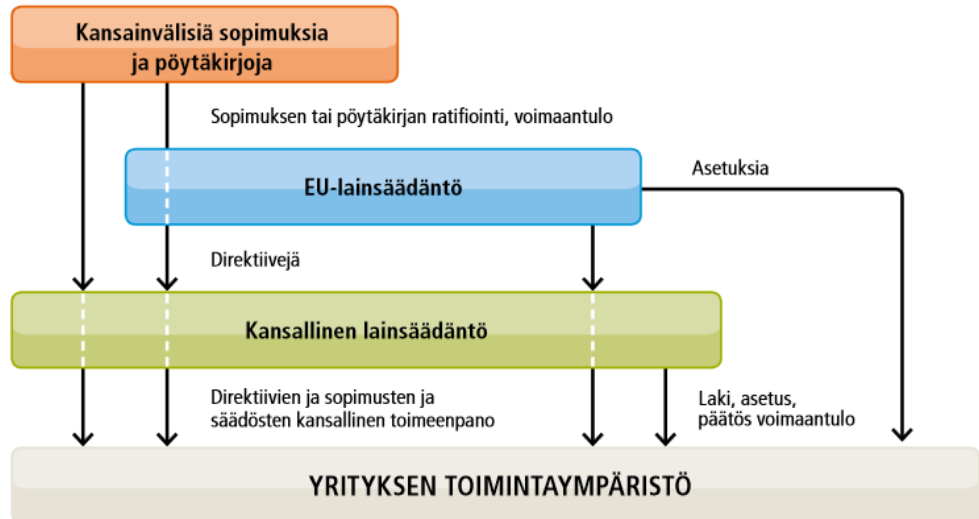 Kansainvälisiä sopimuksia
ja pöytäkirjoja
Sopimuksen tai pöytäkirjan ratifiointi, voimaantulo
EU-lainsäädäntö
Asetuksia
Direktiivejä
Kansallinen lainsäädäntö
Direktiivien ja sopimusten ja
säädösten kansallinen toimeenpano
Laki, asetus,
päätös voimaantulo
YRITYKSEN TOIMINTAYMPÄRISTÖ